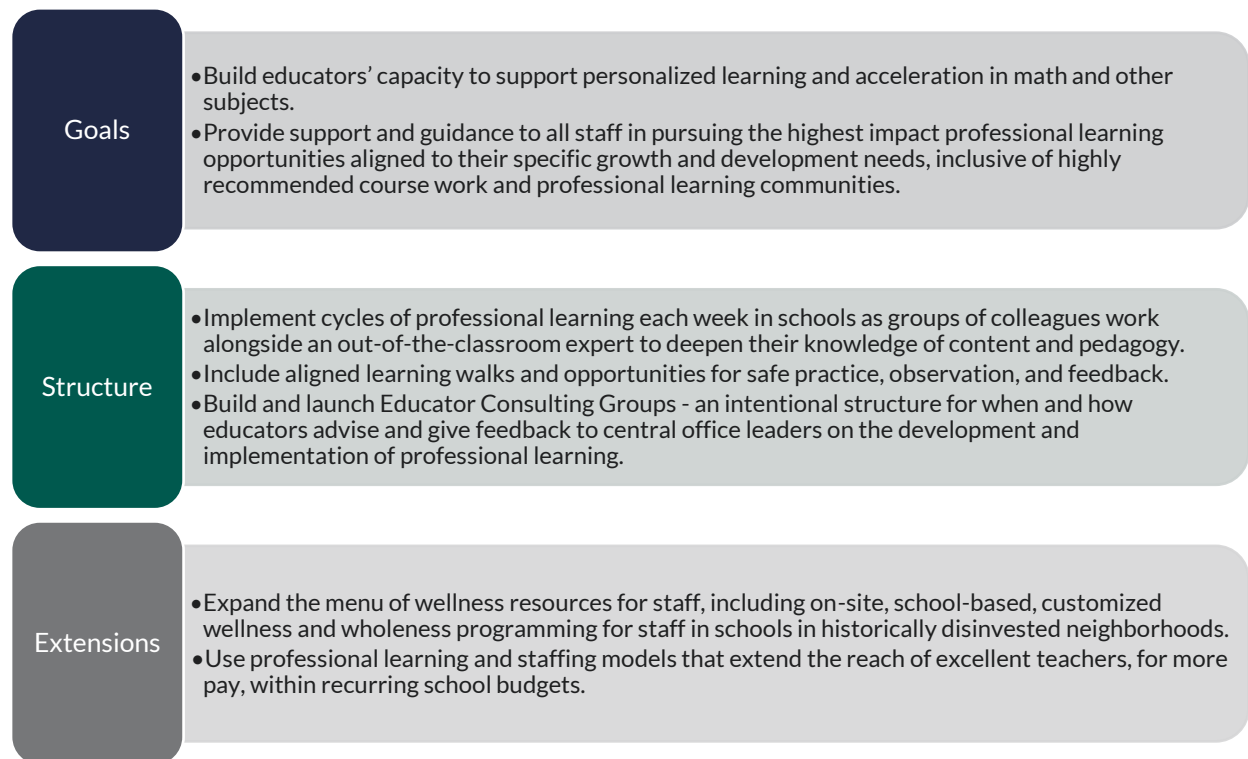 Goals
•Build educators’ capacity to support personalized learning and acceleration in math and other
subjects.
•Provide support and guidance to all staff in pursuing the highest impact professional learning
opportunities aligned to their specific growth and development needs, inclusive of highly
recommended course work and professional learning communities.
Structure
•Implement cycles of professional learning each week in schools as groups of colleagues work
alongside an out-of-the-classroom expert to deepen their knowledge of content and pedagogy.
•Include aligned learning walks and opportunities for safe practice, observation, and feedback.
•Build and launch Educator Consulting Groups - an intentional structure for when and how
educators advise and give feedback to central office leaders on the development and
implementation of professional learning.
Extensions
•Expand the menu of wellness resources for staff, including on-site, school-based, customized
wellness and wholeness programming for staff in schools in historically disinvested neighborhoods.
•Use professional learning and staffing models that extend the reach of excellent teachers, for more
pay, within recurring school budgets.